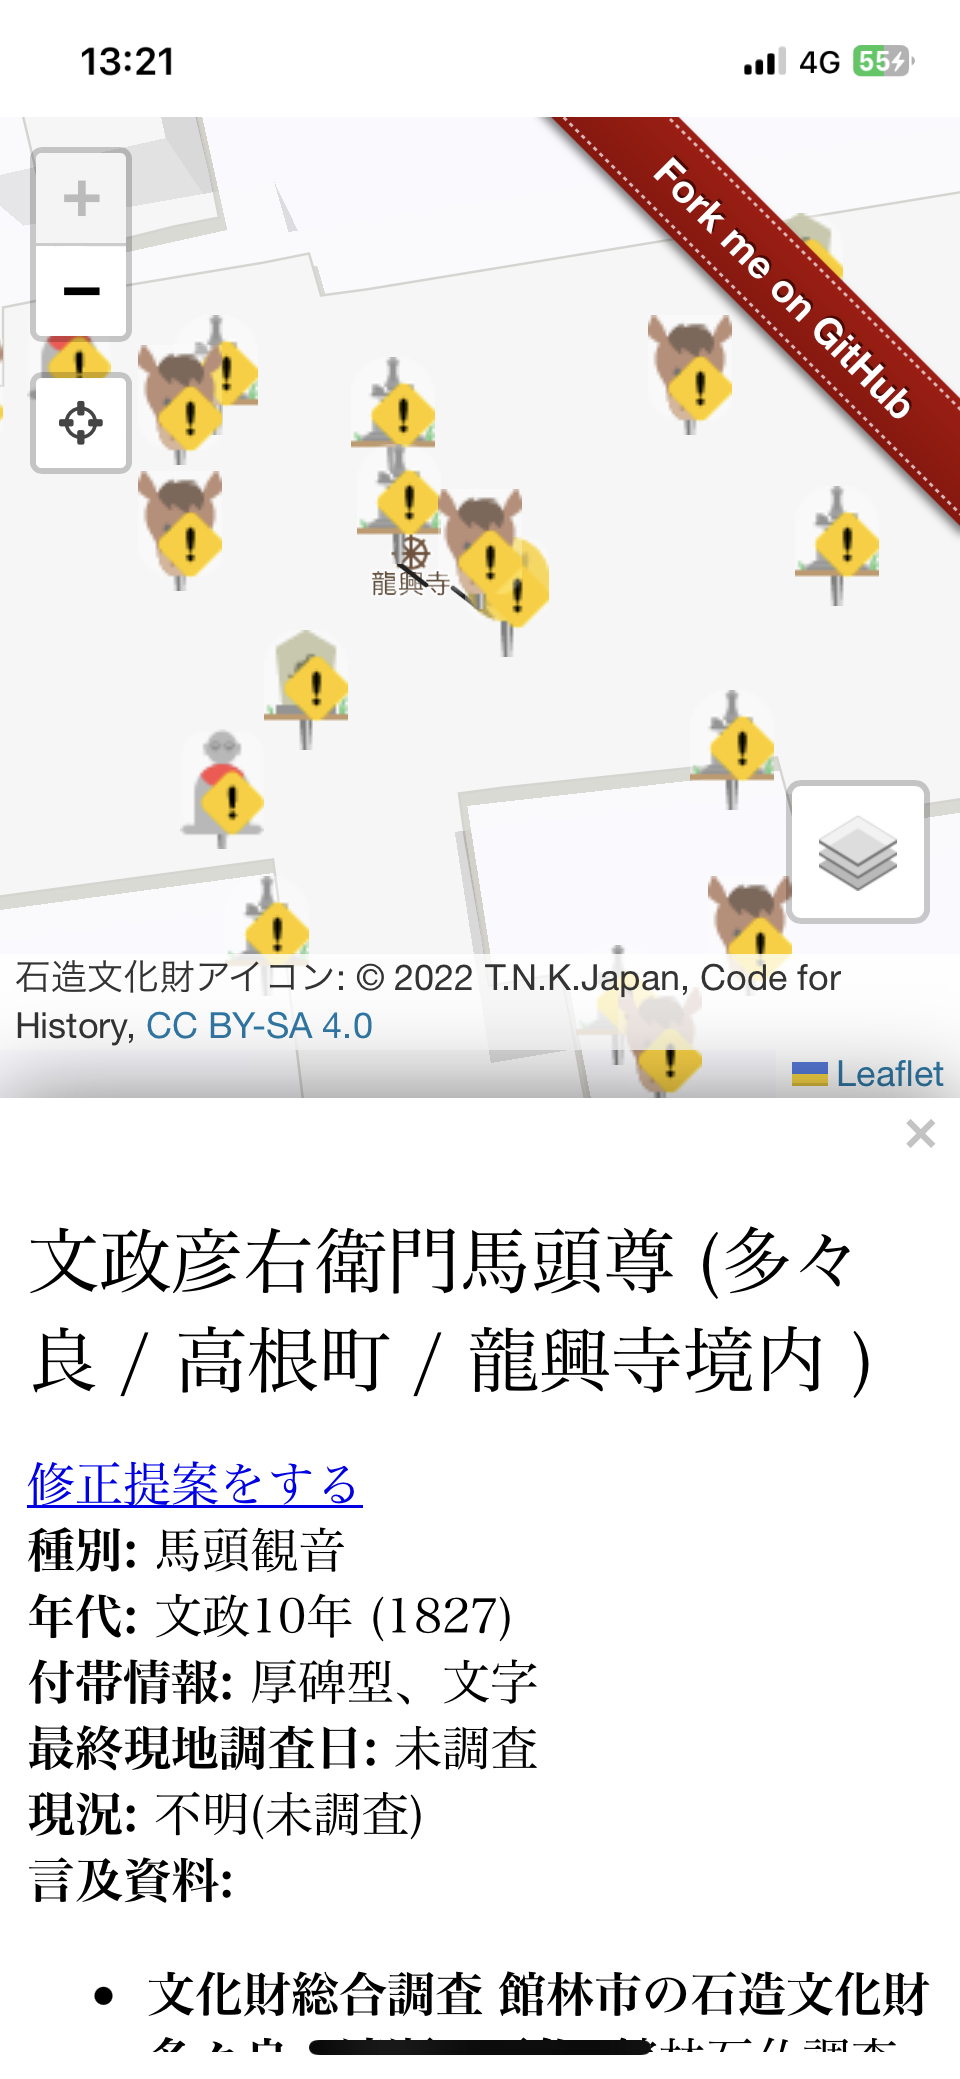 13:21
4G
55
Fork me on GitHub
龍興寺
石造文化財アイコン: © 2022 T.N.K.Japan, Code for
History, CC BY-SA 4.0
Leaflet
文政彦右衛門馬頭尊 (多々
良 / 高根町 / 龍興寺境内 )
修正提案をする
種別: 馬頭観音
年代: 文政10年 (1827)
付帯情報: 厚碑型、文字
最終現地調査日: 未調査
現況: 不明(未調査)
言及資料:
• 文化財総合調査 館林市の石造文化財